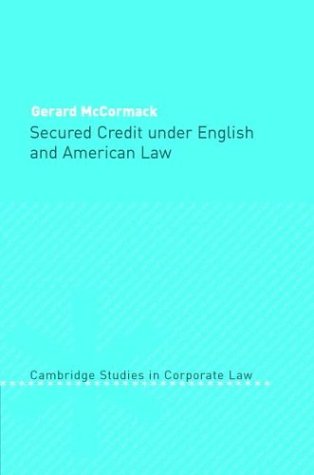 Gerard McCormack
Secured Credit under English
and American Law
Cambridge Studies in Corporate Law